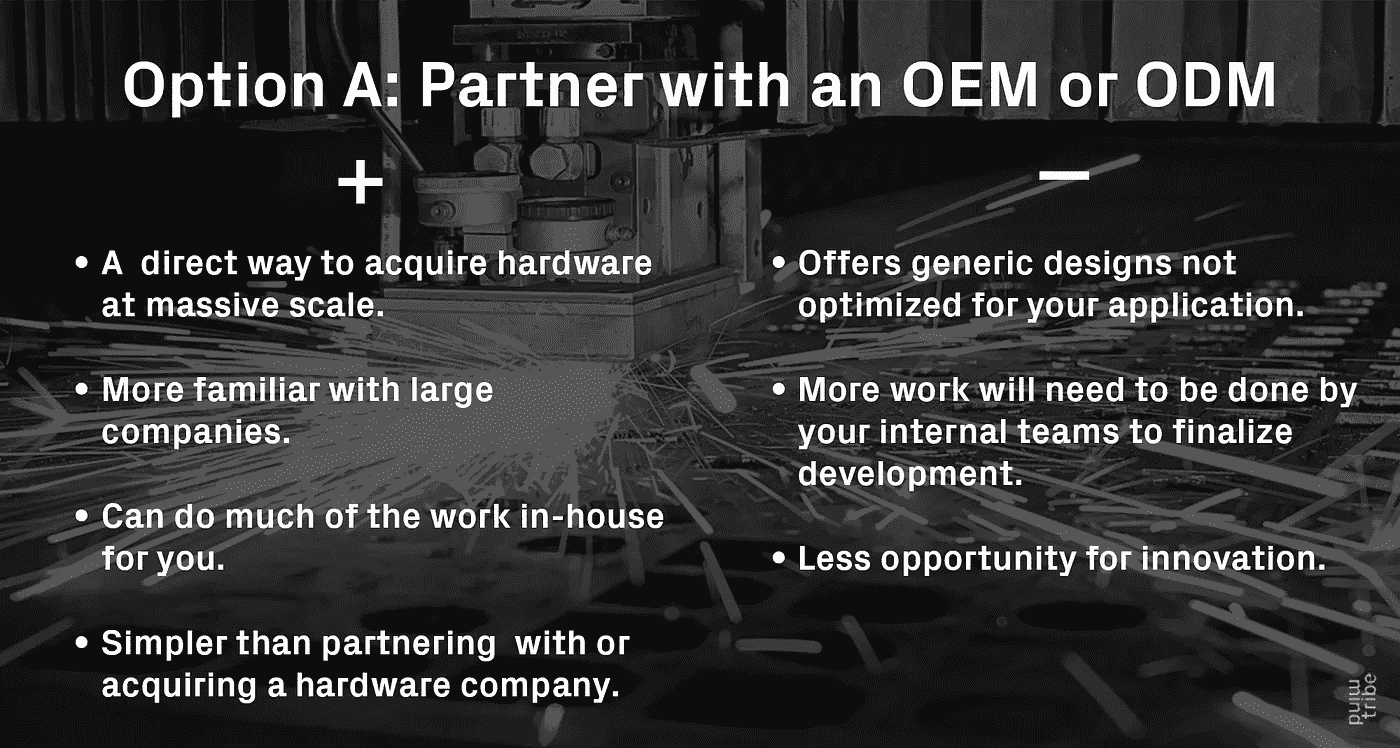 Option A: Partner with an OEM or ODM
+
• A direct way to acquire hardware
at massive scale.
• More familiar with large
companies.
• Can do much of the work in-house
for you.
• Simpler than partnering with or
acquiring a hardware company.
—
• Offers generic designs not
optimized for your application.
• More work will need to be done by
your internal teams to finalize
development.
• Less opportunity for innovation.
mind
tribe